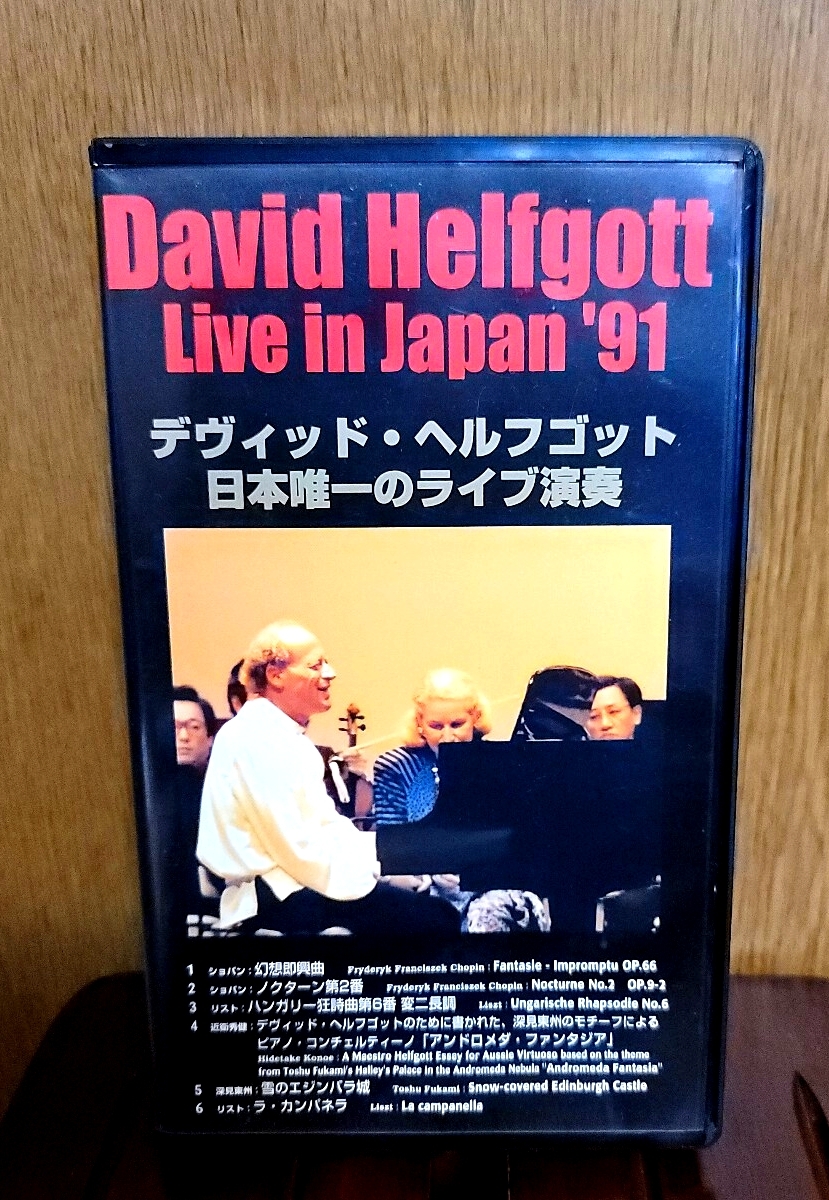 David Helfgott
Live in Japan '91
デヴィッド・ヘルフゴット
日本唯一のライブ演奏
1 ショパン：幻想即興曲 Fryderyk Franciszek Chopin : Fantasie - Impromptu OP.66
2 ショパン：ノクターン第2番 Fryderyk Franciszek Chopin : Nocturne No.2 OP.9-2
3 リスト：ハンガリー狂詩曲第6番 変ニ長調 Liszt : Ungarische Rhapsodie No.6
4 近衛秀健：デヴィッド・ヘルフゴットのために書かれた、深見東州のモチーフによる
ピアノ・コンチェルティーノ「アンドロメダ・ファンタジア」
Hidetake Konoe : A Maestro Helfgott Essey for Aussie Virtuoso based on the theme
from Toshu Fukami's Halley's Palace in the Andromeda Nebula "Andromeda Fantasia"
5 深見東州：雪のエジンバラ城 Toshu Fukami : Snow-covered Edinburgh Castle
6 リスト：ラ・カンパネラ Liszt : La campanella